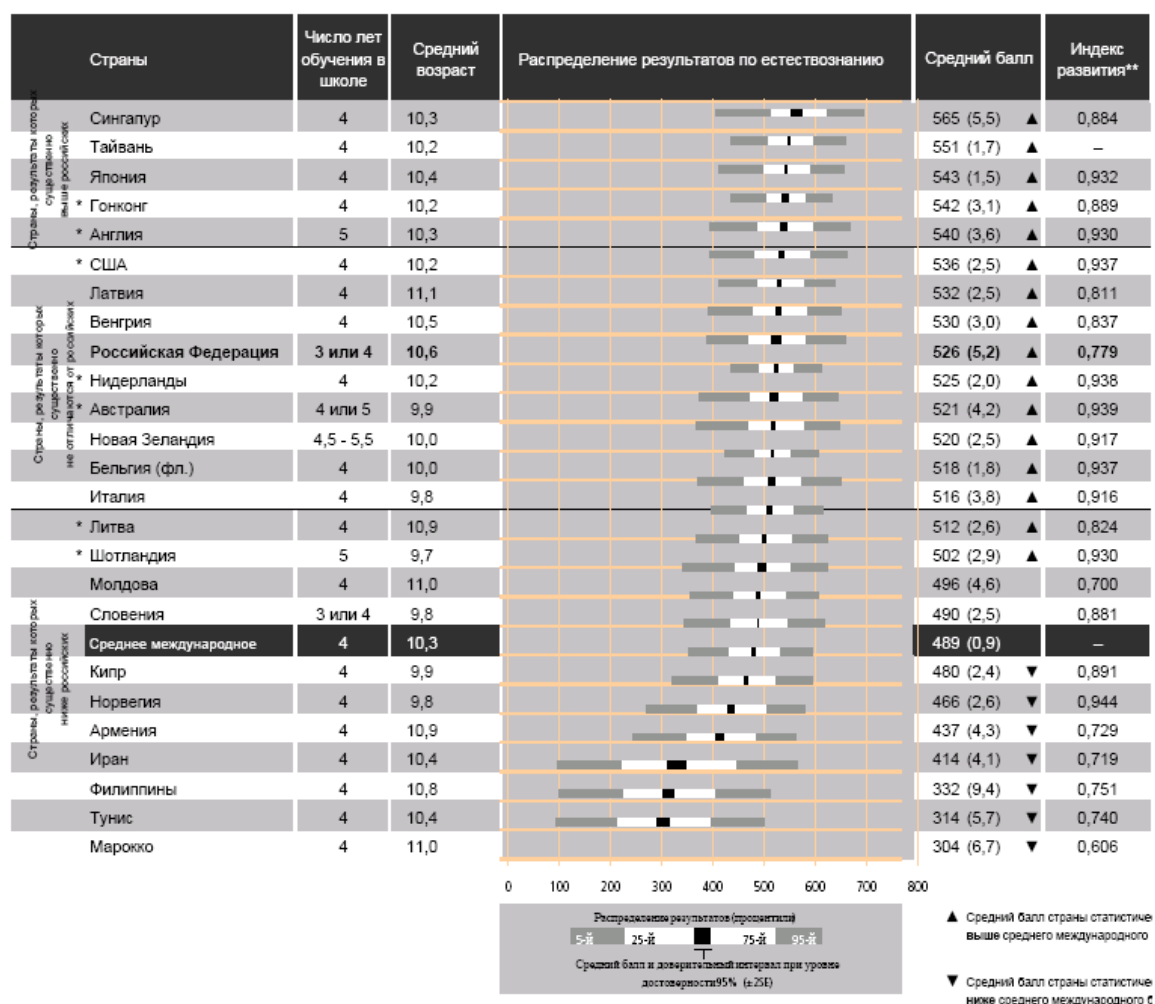 Страны Число лет обучения в школе Средний возраст Распределение результатов по естествознанию Средний балл Индекс развития**
Страны, результаты которых существенно выше российских
Сингапур 4 10,3 565 (5,5) ▲ 0,884
Тайвань 4 10,2 551 (1,7) ▲ –
Япония 4 10,4 543 (1,5) ▲ 0,932
* Гонконг 4 10,2 542 (3,1) ▲ 0,889
* Англия 5 10,3 540 (3,6) ▲ 0,930
Страны, результаты которых существенно не отличаются от российских
* США 4 10,2 536 (2,5) ▲ 0,937
Латвия 4 11,1 532 (2,5) ▲ 0,811
Венгрия 4 10,5 530 (3,0) ▲ 0,837
Российская Федерация 3 или 4 10,6 526 (5,2) ▲ 0,779
* Нидерланды 4 10,2 525 (2,0) ▲ 0,938
* Австралия 4 или 5 9,9 521 (4,2) ▲ 0,939
Новая Зеландия 4,5 - 5,5 10,0 520 (2,5) ▲ 0,917
Бельгия (фл.) 4 10,0 518 (1,8) ▲ 0,937
Италия 4 9,8 516 (3,8) ▲ 0,916
Страны, результаты которых существенно ниже российских
* Литва 4 10,9 512 (2,6) ▲ 0,824
* Шотландия 5 9,7 502 (2,9) ▲ 0,930
Молдова 4 11,0 496 (4,6) 0,700
Словения 3 или 4 9,8 490 (2,5) 0,881
Среднее международное 4 10,3 489 (0,9) –
Кипр 4 9,9 480 (2,4) ▼ 0,891
Норвегия 4 9,8 466 (2,6) ▼ 0,944
Армения 4 10,9 437 (4,3) ▼ 0,729
Иран 4 10,4 414 (4,1) ▼ 0,719
Филиппины 4 10,8 332 (9,4) ▼ 0,751
Тунис 4 10,4 314 (5,7) ▼ 0,740
Марокко 4 11,0 304 (6,7) ▼ 0,606
0 100 200 300 400 500 600 700 800
Распределение результатов (процентили)
5-й 25-й 75-й 95-й
Средний балл и доверительный интервал при уровне
достоверности95% (±2SE)
▲ Средний балл страны статистиче
выше среднего международного
▼ Средний балл страны статистиче
ниже среднего международного б